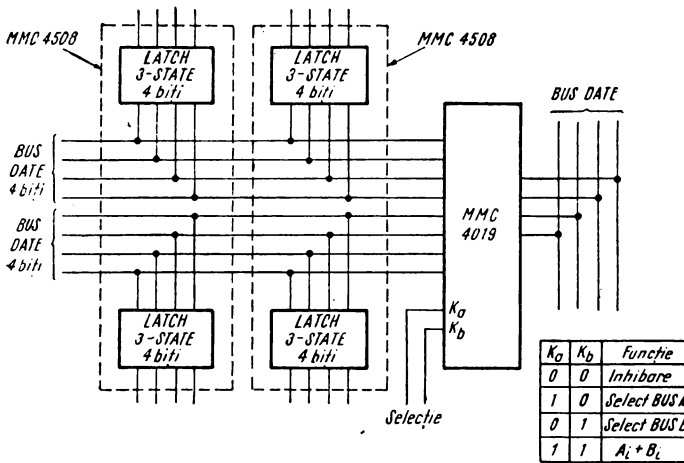 MMC 4508
LATCH
3-STATE
4 biti
LATCH
3-STATE
4 biti
MMC 4508
BUS DATE
BUS
DATE
4 biti
BUS
DATE
4 biti
MMC
4019
Ka
Kb
LATCH
3-STATE
4 biti
LATCH
3-STATE
4 biti
Selecție
Ka Kb Funcție
0 0 Inhibare
1 0 Select BUS A
0 1 Select BUS B
1 1 Ai + Bi